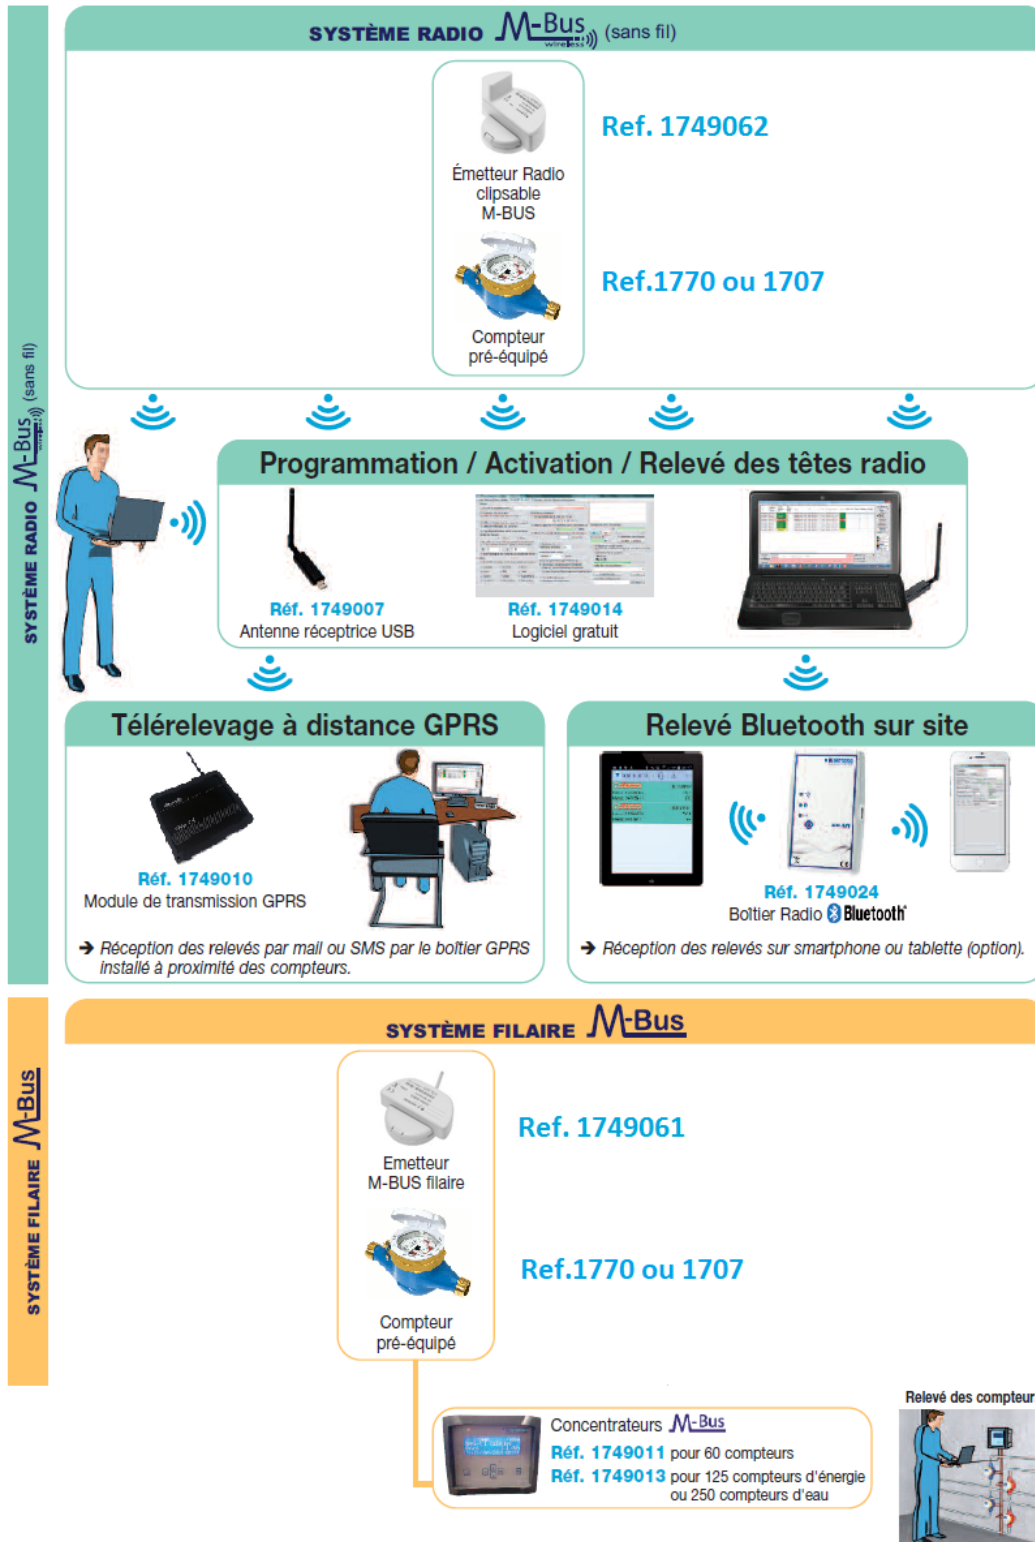 SYSTÈME RADIO M-Bus wireless (sans fil)
Ref. 1749062
Émetteur Radio
clipsable
M-BUS
Ref.1770 ou 1707
Compteur
pré-équipé
SYSTÈME RADIO M-Bus wireless (sans fil)
Programmation / Activation / Relevé des têtes radio
Réf. 1749007
Antenne réceptrice USB
Réf. 1749014
Logiciel gratuit
Télérelevage à distance GPRS
Réf. 1749010
Module de transmission GPRS
➔ Réception des relevés par mail ou SMS par le boîtier GPRS
installé à proximité des compteurs.
Relevé Bluetooth sur site
Réf. 1749024
Boîtier Radio Bluetooth
➔ Réception des relevés sur smartphone ou tablette (option).
SYSTÈME FILAIRE M-Bus
SYSTÈME FILAIRE M-Bus
Emetteur
M-BUS filaire
Ref. 1749061
Ref.1770 ou 1707
Compteur
pré-équipé
Concentrateurs M-Bus
Réf. 1749011 pour 60 compteurs
Réf. 1749013 pour 125 compteurs d'énergie
ou 250 compteurs d'eau
Relevé des compteur